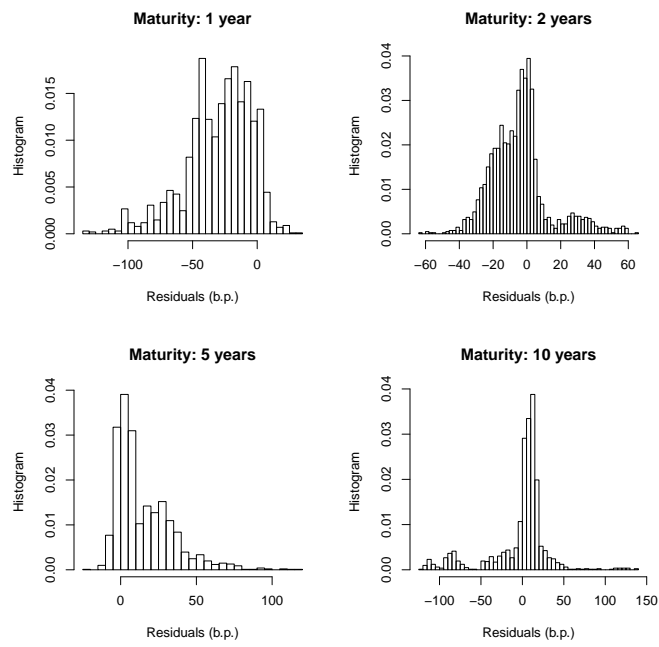 Maturity: 1 year
Histogram
0.000 0.005 0.010 0.015
−100 −50 0
Residuals (b.p.)
Maturity: 2 years
Histogram
0.00 0.01 0.02 0.03 0.04
−60 −40 −20 0 20 40 60
Residuals (b.p.)
Maturity: 5 years
Histogram
0.00 0.01 0.02 0.03 0.04
0 50 100
Residuals (b.p.)
Maturity: 10 years
Histogram
0.00 0.01 0.02 0.03 0.04
−100 −50 0 50 100 150
Residuals (b.p.)